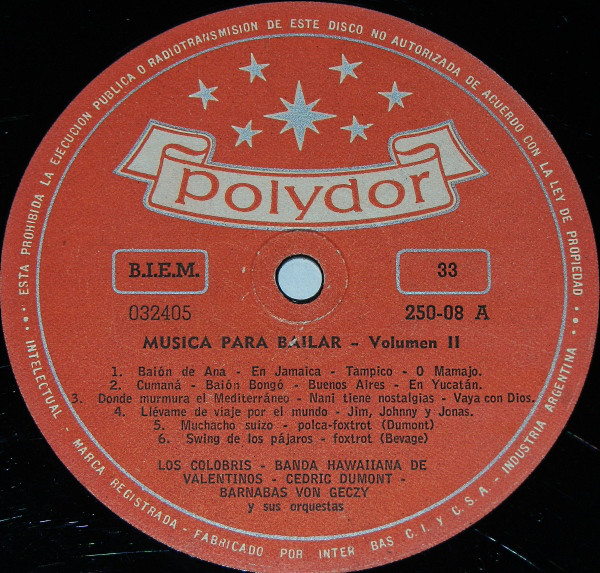 ESTA PROHIBIDA LA EJECUCION PUBLICA O RADIOTRANSMISION DE ESTE DISCO NO AUTORIZADA DE ACUERDO CON LA LEY DE PROPIEDAD
INTELECTUAL - MARCA REGISTRADA - FABRICADO POR INTER BAS C. I. y C. S. A. - INDUSTRIA ARGENTINA
polydor
B.I.E.M.
33
032405
250-08 A
MUSICA PARA BAILAR - Volumen II
1. Baión de Ana - En Jamaica - Tampico - O Mamajo.
2. Cumaná - Baión Bongó - Buenos Aires - En Yucatán.
3. Donde murmura el Mediterráneo - Nani tiene nostalgias - Vaya con Dios.
4. Llévame de viaje por el mundo - Jim, Johnny y Jonas.
5. Muchacho suizo - polca-foxtrot (Dumont)
6. Swing de los pájaros - foxtrot (Bevage)
LOS COLOBRIS - BANDA HAWAIIANA DE
VALENTINOS - CEDRIC DUMONT -
BARNABAS VON GECZY
y sus orquestas